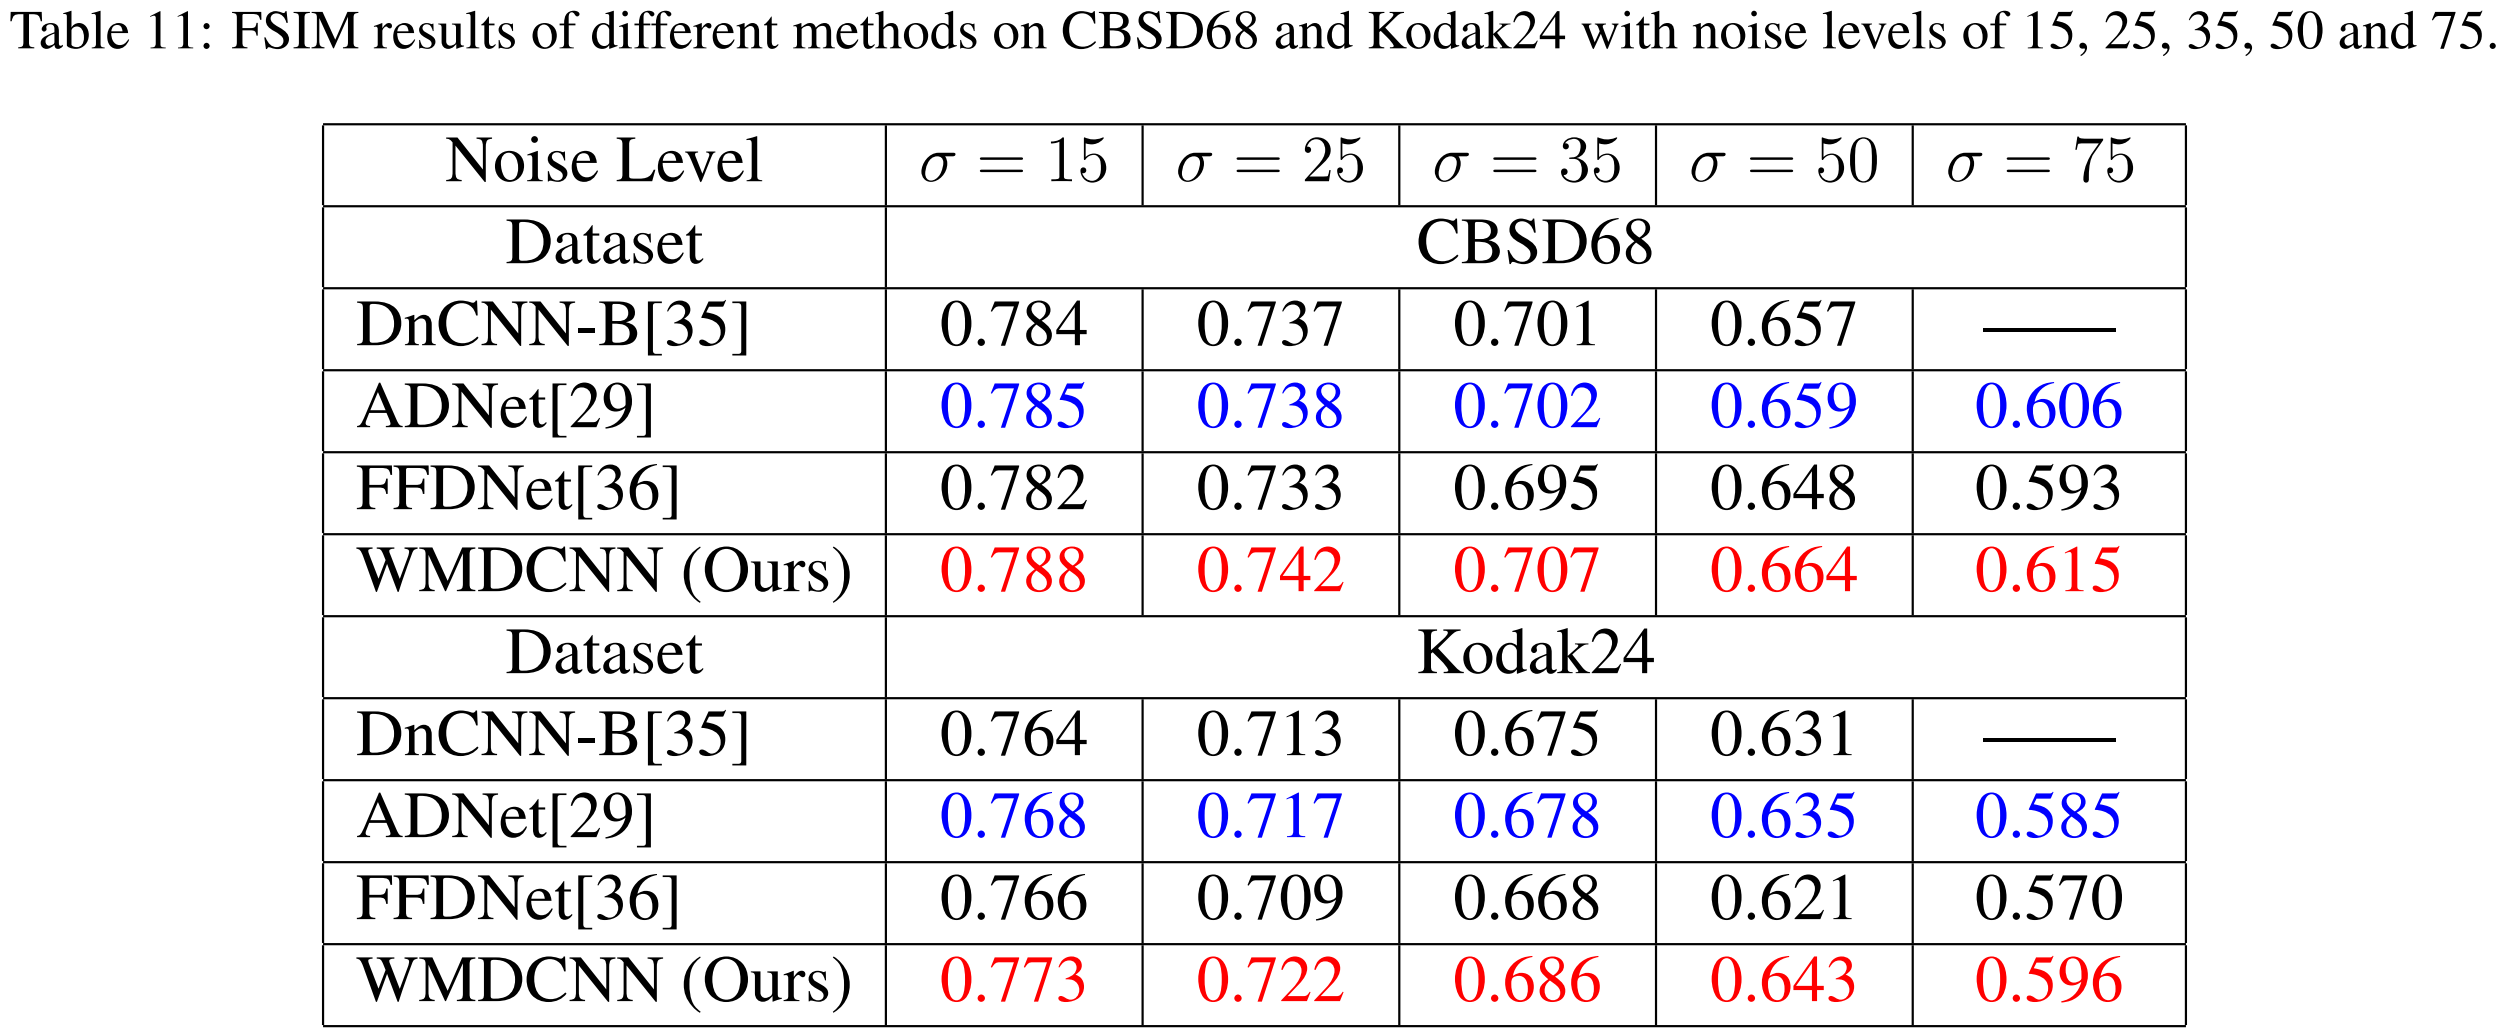 Table 11: FSIM results of different methods on CBSD68 and Kodak24 with noise levels of 15, 25, 35, 50 and 75.
Noise Level σ = 15 σ = 25 σ = 35 σ = 50 σ = 75
Dataset CBSD68
DnCNN-B[35] 0.784 0.737 0.701 0.657 —
ADNet[29] 0.785 0.738 0.702 0.659 0.606
FFDNet[36] 0.782 0.733 0.695 0.648 0.593
WMDCNN (Ours) 0.788 0.742 0.707 0.664 0.615
Dataset Kodak24
DnCNN-B[35] 0.764 0.713 0.675 0.631 —
ADNet[29] 0.768 0.717 0.678 0.635 0.585
FFDNet[36] 0.766 0.709 0.668 0.621 0.570
WMDCNN (Ours) 0.773 0.722 0.686 0.643 0.596